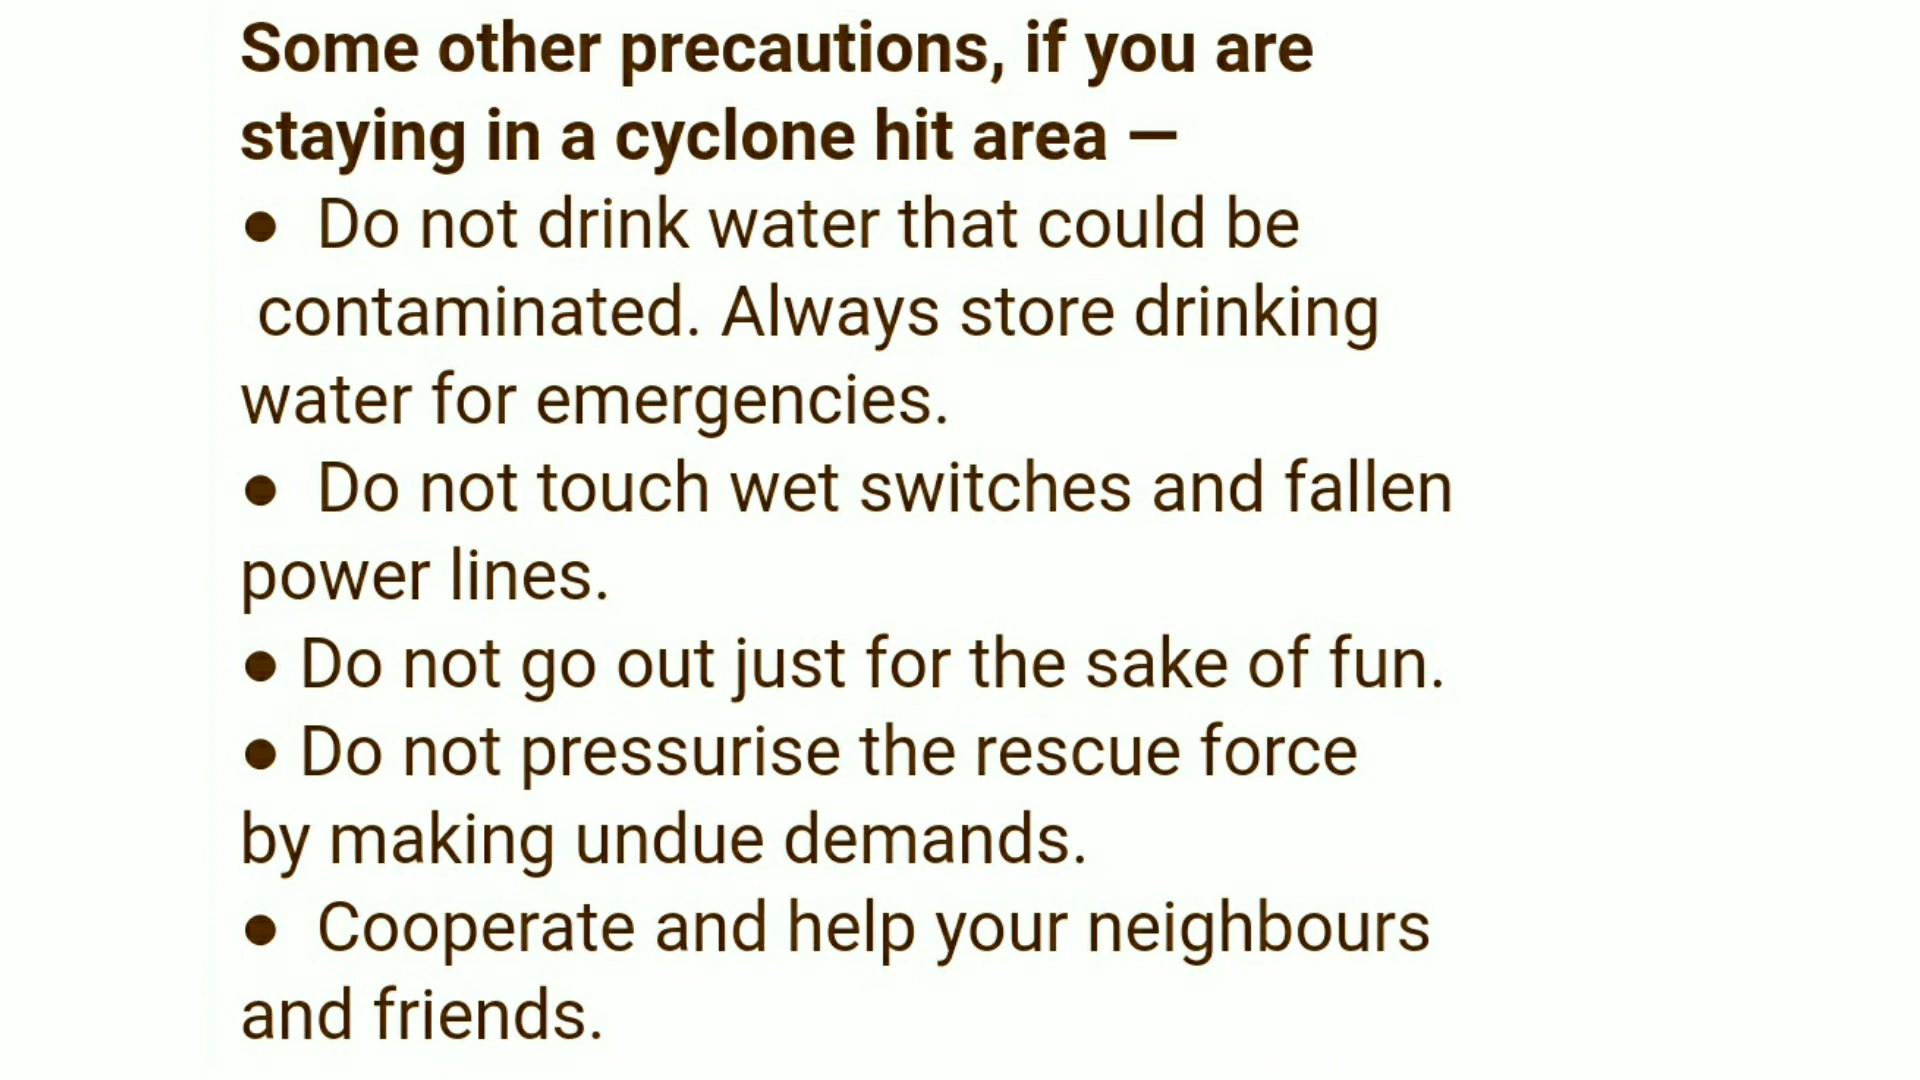 Some other precautions, if you are
staying in a cyclone hit area —
● Do not drink water that could be
contaminated. Always store drinking
water for emergencies.
● Do not touch wet switches and fallen
power lines.
● Do not go out just for the sake of fun.
● Do not pressurise the rescue force
by making undue demands.
● Cooperate and help your neighbours
and friends.